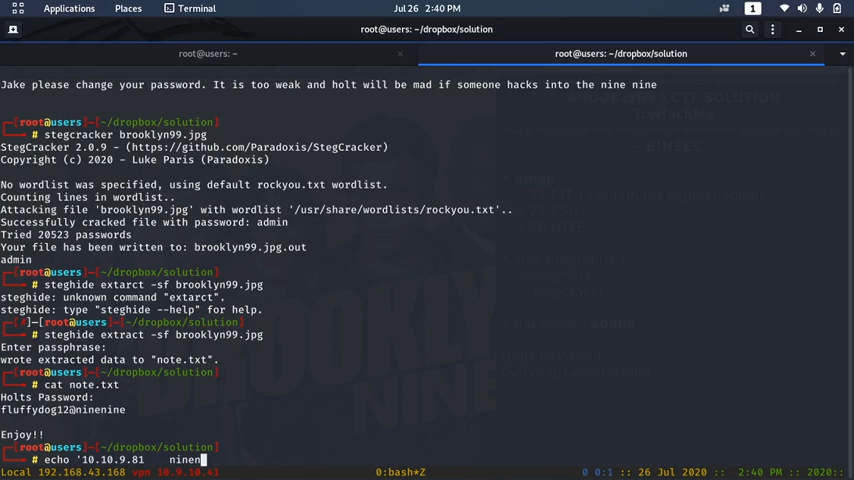 Applications Places Terminal Jul 26 2:40 PM 1
root@users: ~/dropbox/solution
root@users: ~ × root@users: ~/dropbox/solution ×
Jake please change your password. It is too weak and holt will be mad if someone hacks into the nine nine
┌─[root@users]─[~/dropbox/solution]
└──╼ # stegcracker brooklyn99.jpg
StegCracker 2.0.9 - (https://github.com/Paradoxis/StegCracker)
Copyright (c) 2020 - Luke Paris (Paradoxis)
No wordlist was specified, using default rockyou.txt wordlist.
Counting lines in wordlist..
Attacking file 'brooklyn99.jpg' with wordlist '/usr/share/wordlists/rockyou.txt'..
Successfully cracked file with password: admin
Tried 20523 passwords
Your file has been written to: brooklyn99.jpg.out
admin
┌─[root@users]─[~/dropbox/solution]
└──╼ # steghide extarct -sf brooklyn99.jpg
steghide: unknown command "extarct".
steghide: type "steghide --help" for help.
┌─[✗]─[root@users]─[~/dropbox/solution]
└──╼ # steghide extract -sf brooklyn99.jpg
Enter passphrase:
wrote extracted data to "note.txt".
┌─[root@users]─[~/dropbox/solution]
└──╼ # cat note.txt
Holts Password:
fluffydog12@ninenine
Enjoy!!
┌─[root@users]─[~/dropbox/solution]
└──╼ # echo '10.10.9.81 ninen
Local 192.168.43.168 vpn 10.9.10.41 0:bash*Z 0 0:1 :: 26 Jul 2020 :: 2:40 PM :: 2020::
BROOKLYN99 CTF SOLUTION
TryHackMe
~ BINSEC ~
BROOKLYN
NINE